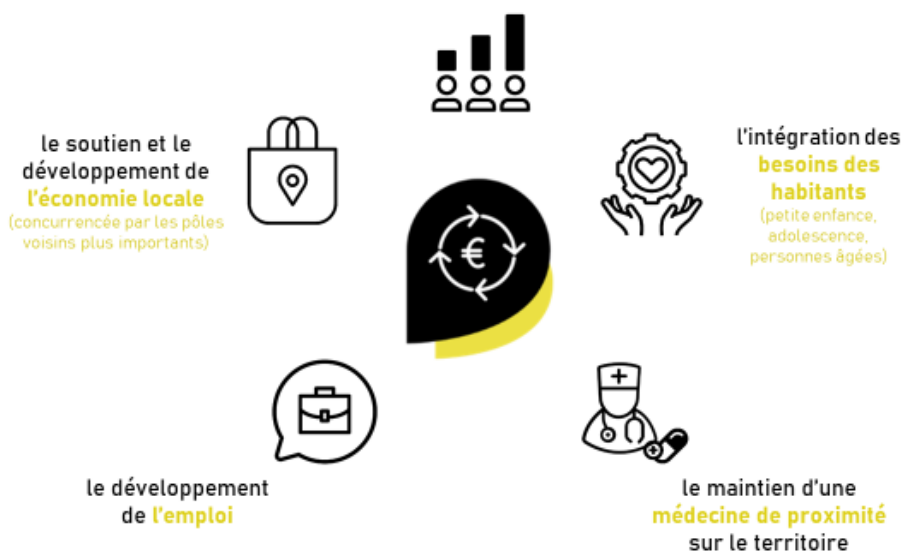 le soutien et le
développement de
l'économie locale
(concurrencée par les pôles
voisins plus importants)
l'intégration des
besoins des
habitants
(petite enfance,
adolescence,
personnes âgées)
€
le développement
de l'emploi
le maintien d'une
médecine de proximité
sur le territoire